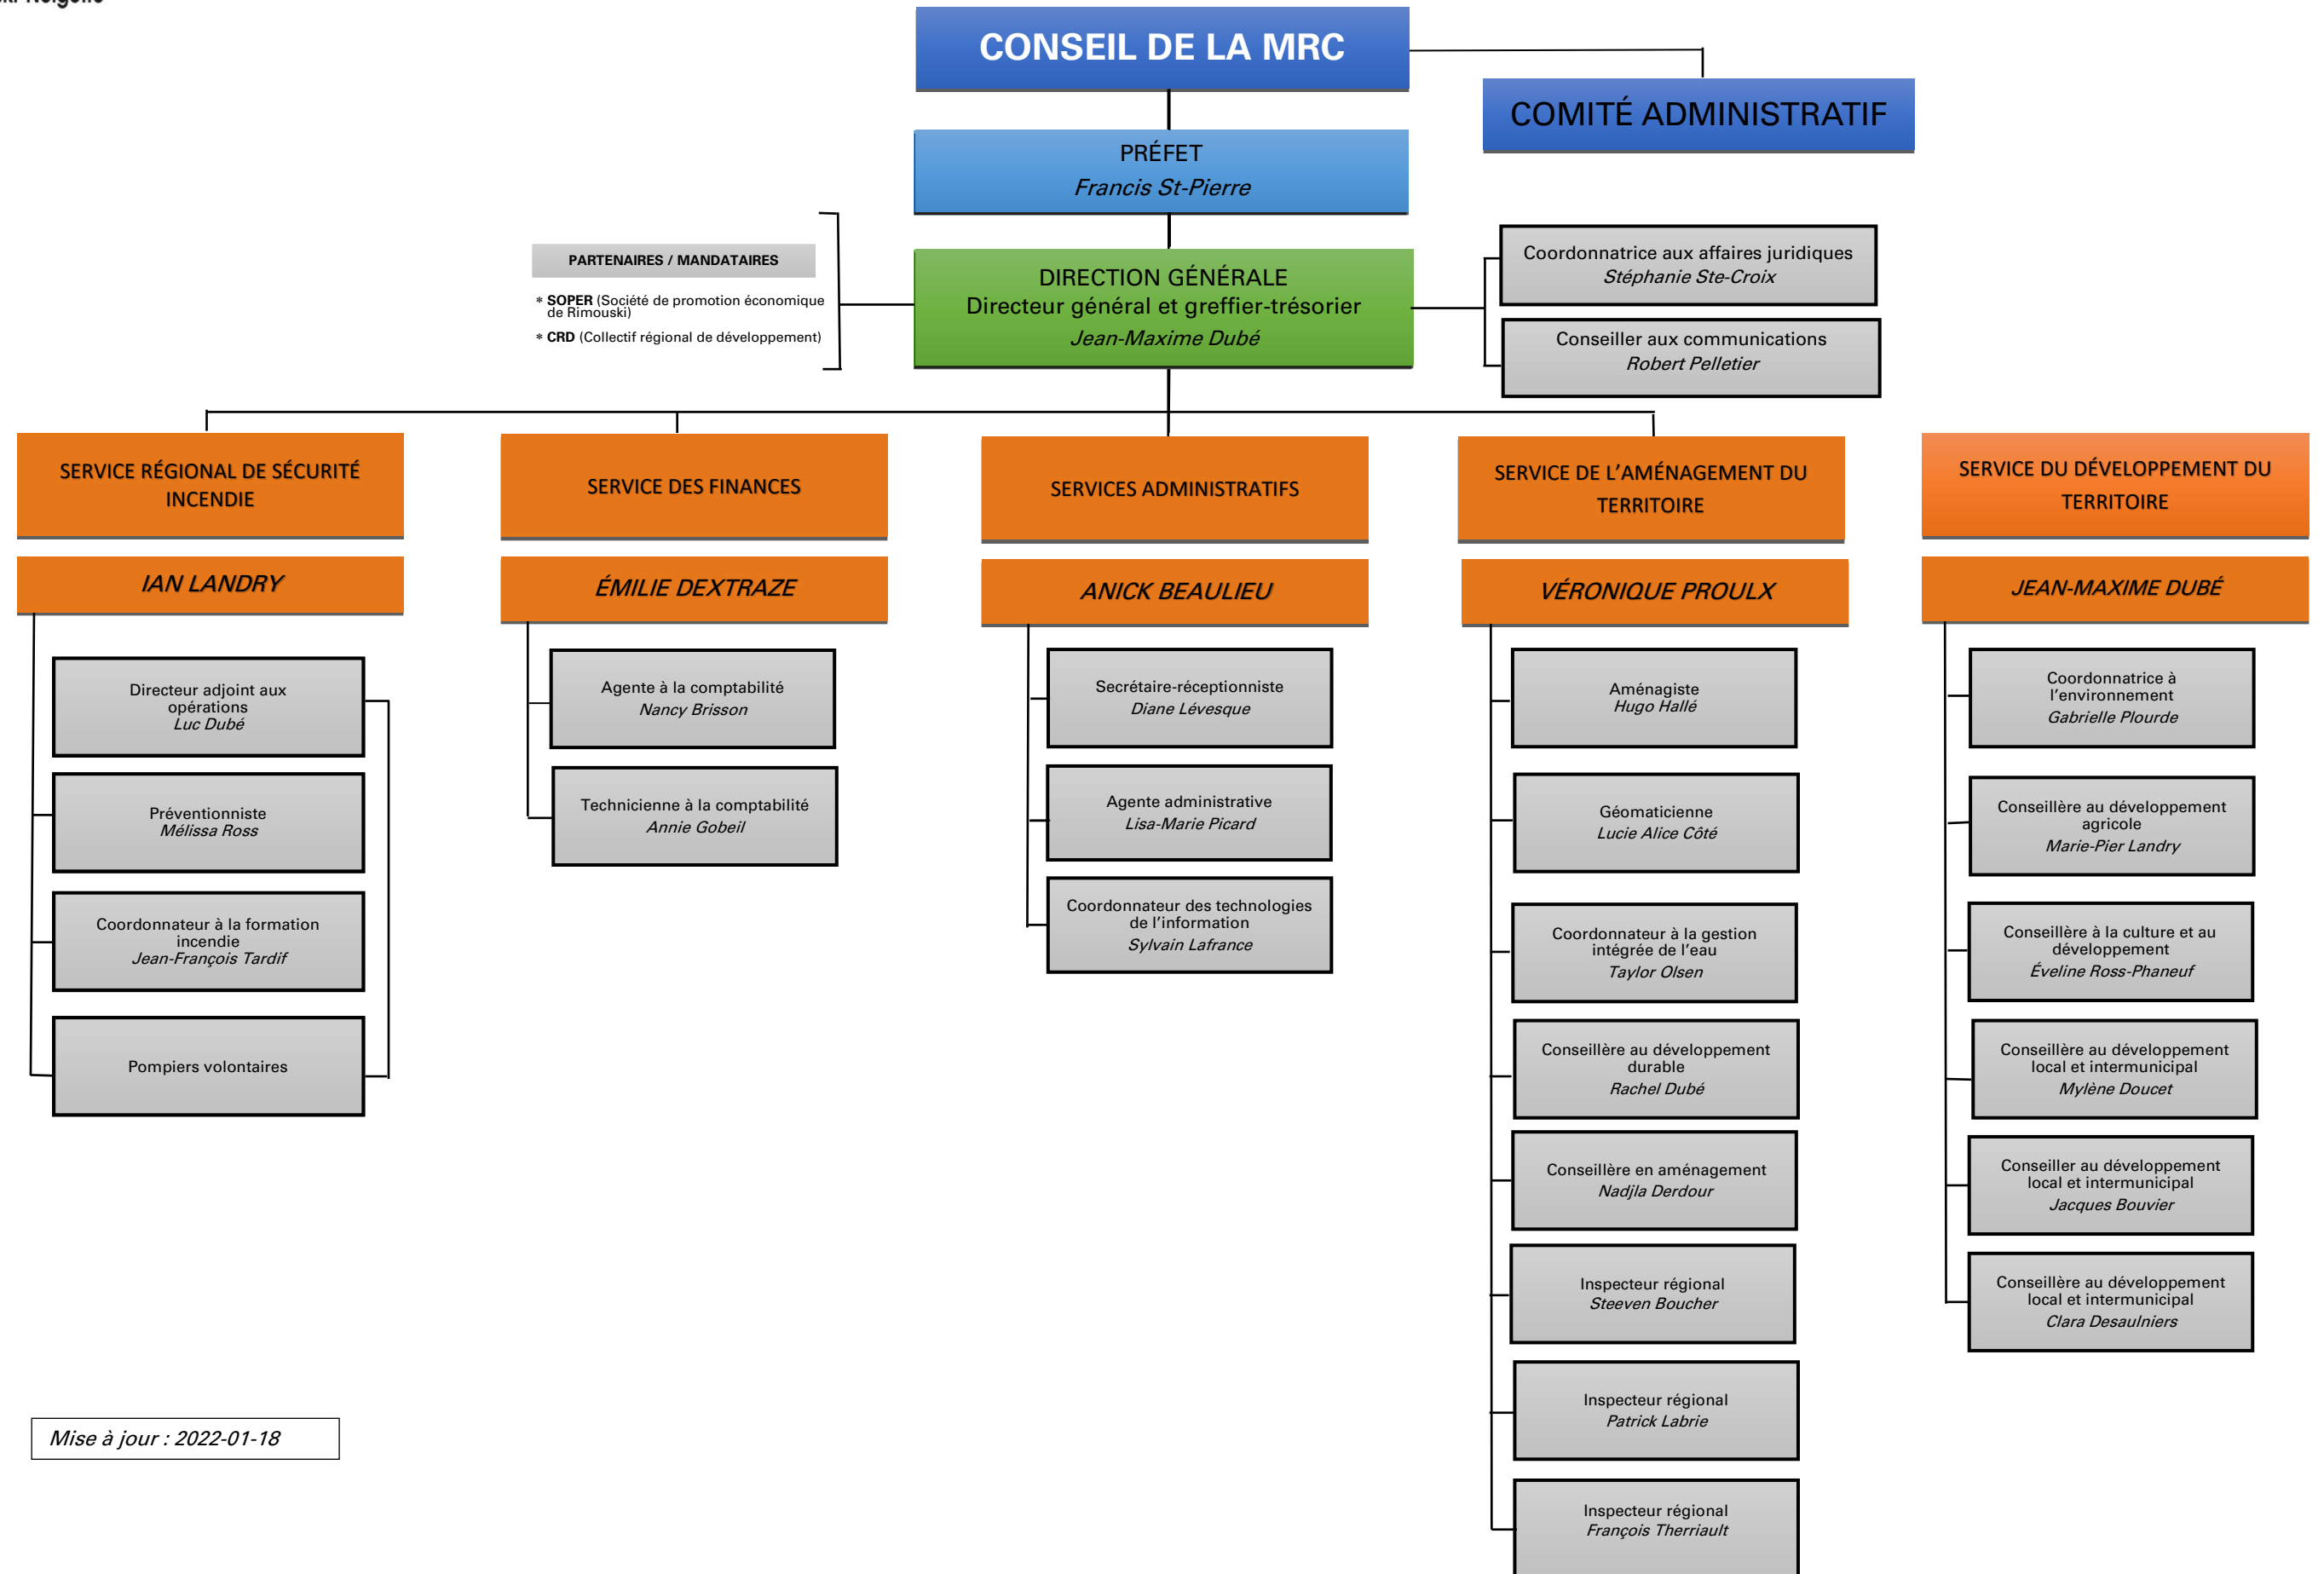 CONSEIL DE LA MRC
COMITÉ ADMINISTRATIF
PRÉFET
Francis St-Pierre
PARTENAIRES / MANDATAIRES
* SOPER (Société de promotion économique
de Rimouski)
* CRD (Collectif régional de développement)
DIRECTION GÉNÉRALE
Directeur général et greffier-trésorier
Jean-Maxime Dubé
Coordonnatrice aux affaires juridiques
Stéphanie Ste-Croix
Conseiller aux communications
Robert Pelletier
SERVICE RÉGIONAL DE SÉCURITÉ
INCENDIE
IAN LANDRY
Directeur adjoint aux
opérations
Luc Dubé
Préventionniste
Mélissa Ross
Coordonnateur à la formation
incendie
Jean-François Tardif
Pompiers volontaires
SERVICE DES FINANCES
ÉMILIE DEXTRAZE
Agente à la comptabilité
Nancy Brisson
Technicienne à la comptabilité
Annie Gobeil
SERVICES ADMINISTRATIFS
ANICK BEAULIEU
Secrétaire-réceptionniste
Diane Lévesque
Agente administrative
Lisa-Marie Picard
Coordonnateur des technologies
de l'information
Sylvain Lafrance
SERVICE DE L'AMÉNAGEMENT DU
TERRITOIRE
VÉRONIQUE PROULX
Aménagiste
Hugo Hallé
Géomaticienne
Lucie Alice Côté
Coordonnateur à la gestion
intégrée de l'eau
Taylor Olsen
Conseillère au développement
durable
Rachel Dubé
Conseillère en aménagement
Nadjla Derdour
Inspecteur régional
Steeven Boucher
Inspecteur régional
Patrick Labrie
Inspecteur régional
François Therriault
SERVICE DU DÉVELOPPEMENT DU
TERRITOIRE
JEAN-MAXIME DUBÉ
Coordonnatrice à
l'environnement
Gabrielle Plourde
Conseillère au développement
agricole
Marie-Pier Landry
Conseillère à la culture et au
développement
Éveline Ross-Phaneuf
Conseillère au développement
local et intermunicipal
Mylène Doucet
Conseiller au développement
local et intermunicipal
Jacques Bouvier
Conseillère au développement
local et intermunicipal
Clara Desaulniers
Mise à jour : 2022-01-18